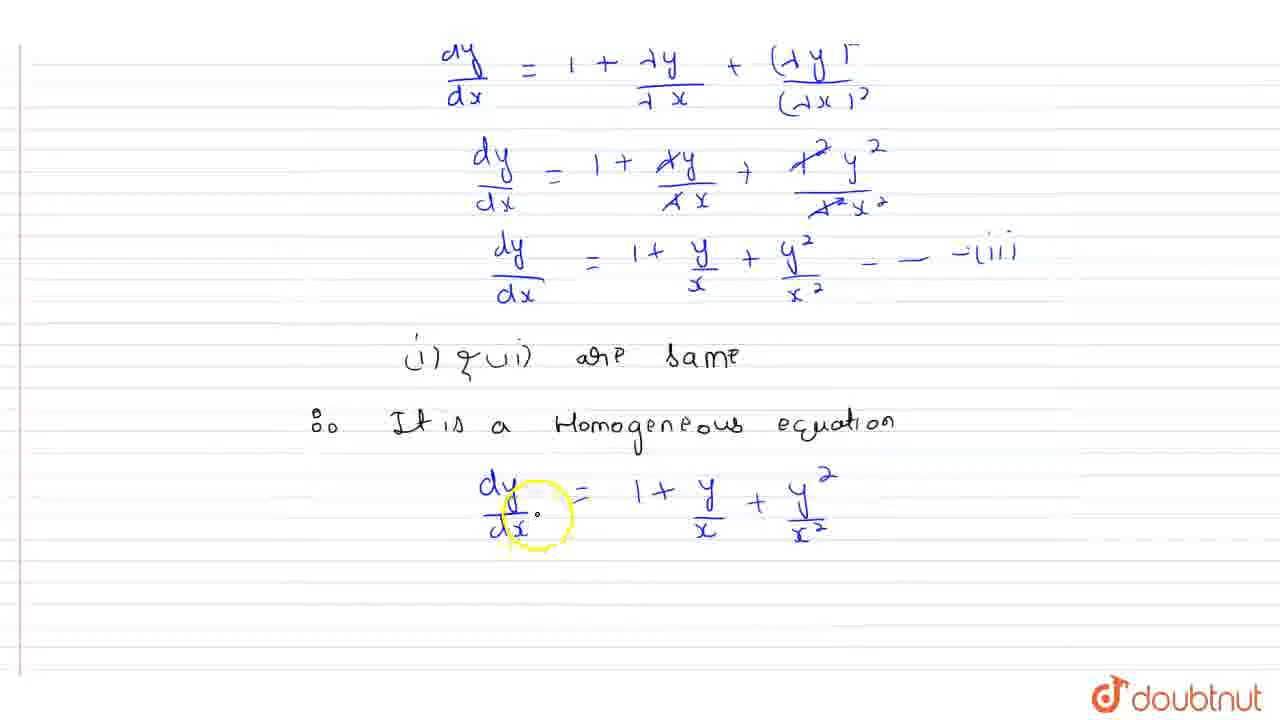 dy/dx = 1 + λy/λx + (λy)²/(λx)²
dy/dx = 1 + λy/λx + λ²y²/λ²x²
dy/dx = 1 + y/x + y²/x² - - -(ii)
(i) & (ii) are same
∴ It is a Homogeneous equation
dy/dx = 1 + y/x + y²/x²
doubtnut